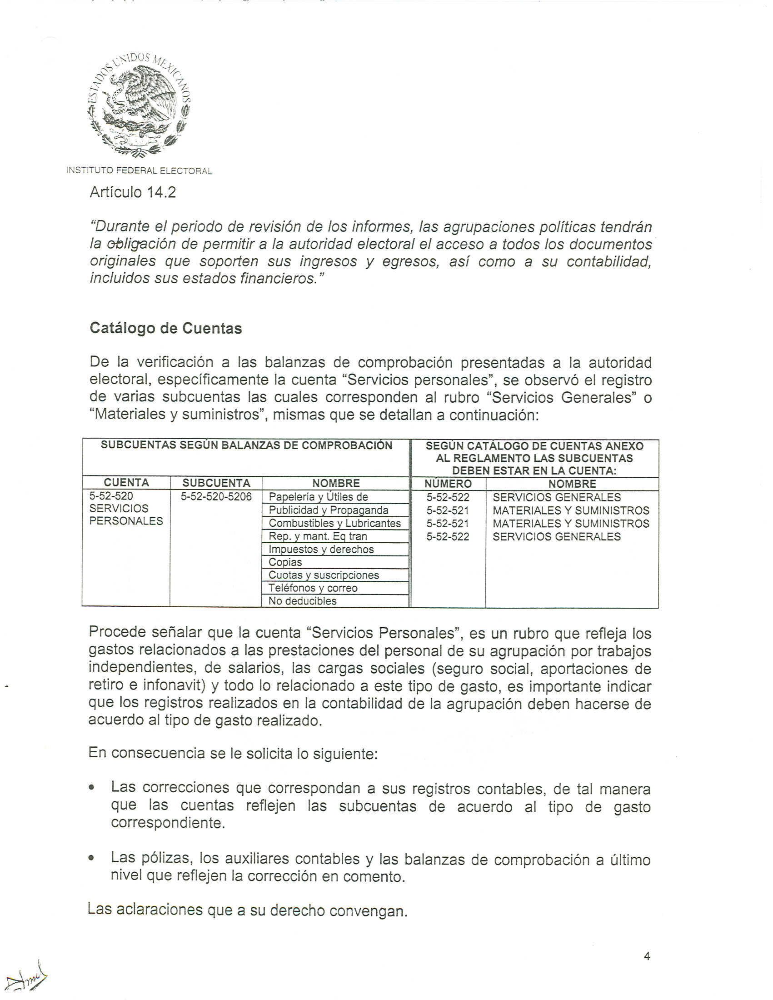 ESTADOS UNIDOS MEXICANOS
INSTITUTO FEDERAL ELECTORAL
Artículo 14.2
“Durante el periodo de revisión de los informes, las agrupaciones políticas tendrán
la obligación de permitir a la autoridad electoral el acceso a todos los documentos
originales que soporten sus ingresos y egresos, así como a su contabilidad,
incluidos sus estados financieros.”
Catálogo de Cuentas
De la verificación a las balanzas de comprobación presentadas a la autoridad
electoral, específicamente la cuenta “Servicios personales”, se observó el registro
de varias subcuentas las cuales corresponden al rubro “Servicios Generales” o
“Materiales y suministros”, mismas que se detallan a continuación:
SUBCUENTAS SEGÚN BALANZAS DE COMPROBACIÓN
SEGÚN CATÁLOGO DE CUENTAS ANEXO
AL REGLAMENTO LAS SUBCUENTAS
DEBEN ESTAR EN LA CUENTA:
CUENTA SUBCUENTA NOMBRE NÚMERO NOMBRE
5-52-520 5-52-520-5206 Papelería y Útiles de 5-52-522 SERVICIOS GENERALES
SERVICIOS Publicidad y Propaganda 5-52-521 MATERIALES Y SUMINISTROS
PERSONALES Combustibles y Lubricantes 5-52-521 MATERIALES Y SUMINISTROS
Rep. y mant. Eq tran 5-52-522 SERVICIOS GENERALES
Impuestos y derechos
Copias
Cuotas y suscripciones
Teléfonos y correo
No deducibles
Procede señalar que la cuenta “Servicios Personales”, es un rubro que refleja los
gastos relacionados a las prestaciones del personal de su agrupación por trabajos
independientes, de salarios, las cargas sociales (seguro social, aportaciones de
retiro e infonavit) y todo lo relacionado a este tipo de gasto, es importante indicar
que los registros realizados en la contabilidad de la agrupación deben hacerse de
acuerdo al tipo de gasto realizado.
En consecuencia se le solicita lo siguiente:
• Las correcciones que correspondan a sus registros contables, de tal manera
que las cuentas reflejen las subcuentas de acuerdo al tipo de gasto
correspondiente.
• Las pólizas, los auxiliares contables y las balanzas de comprobación a último
nivel que reflejen la corrección en comento.
Las aclaraciones que a su derecho convengan.
4